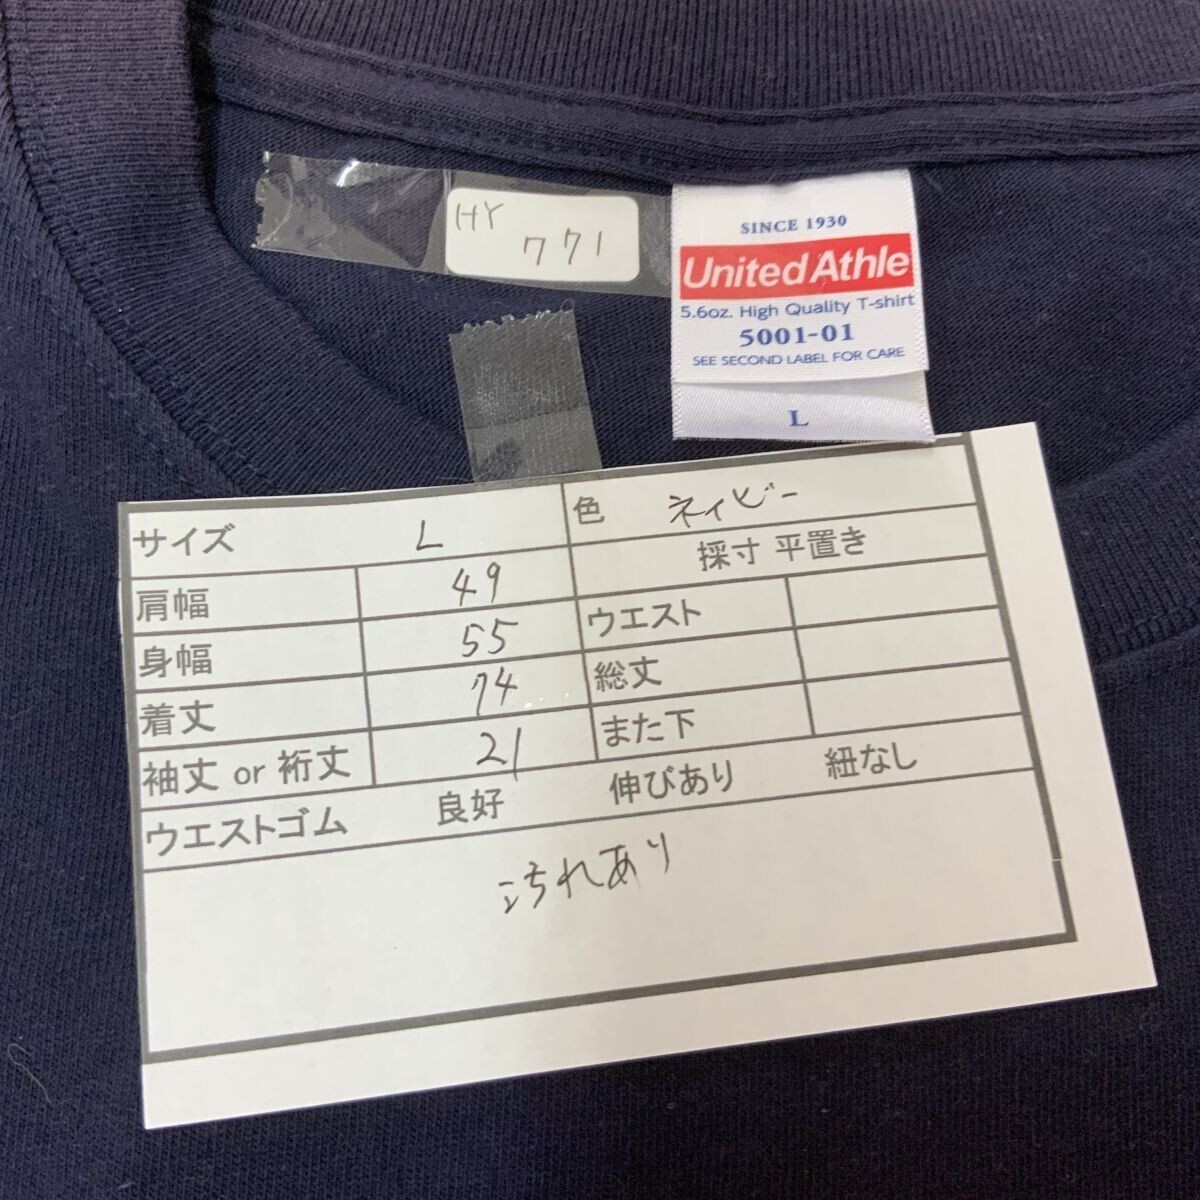 HY
771
SINCE 1930
United Athle
5.6oz. High Quality T-shirt
5001-01
SEE SECOND LABEL FOR CARE
L
サイズ L 色 ネイビー
採寸 平置き
肩幅 49 ウエスト
身幅 55 総丈
着丈 74 また下
袖丈 or 裄丈 21
ウエストゴム 良好 伸びあり 紐なし
汚れあり